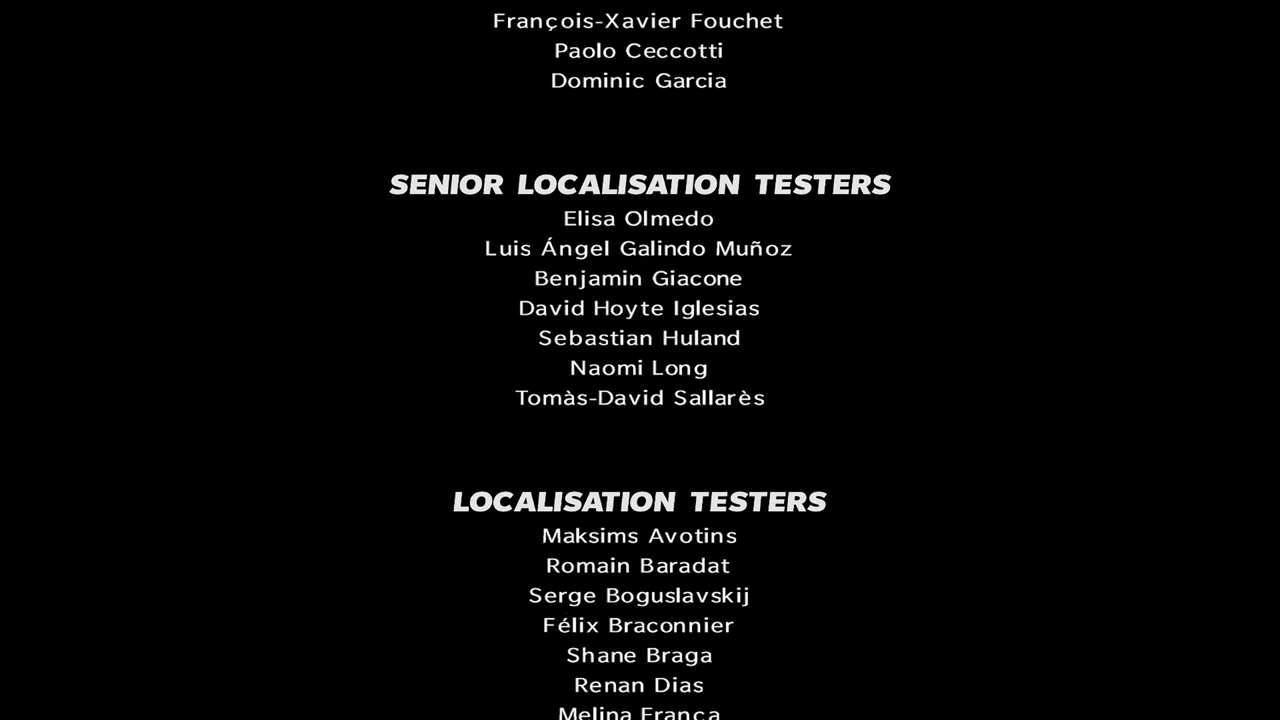 François-Xavier Fouchet
Paolo Ceccotti
Dominic Garcia
SENIOR LOCALISATION TESTERS
Elisa Olmedo
Luis Ángel Galindo Muñoz
Benjamin Giacone
David Hoyte Iglesias
Sebastian Huland
Naomi Long
Tomàs-David Sallarès
LOCALISATION TESTERS
Maksims Avotins
Romain Baradat
Serge Boguslavskij
Félix Braconnier
Shane Braga
Renan Dias
Melina